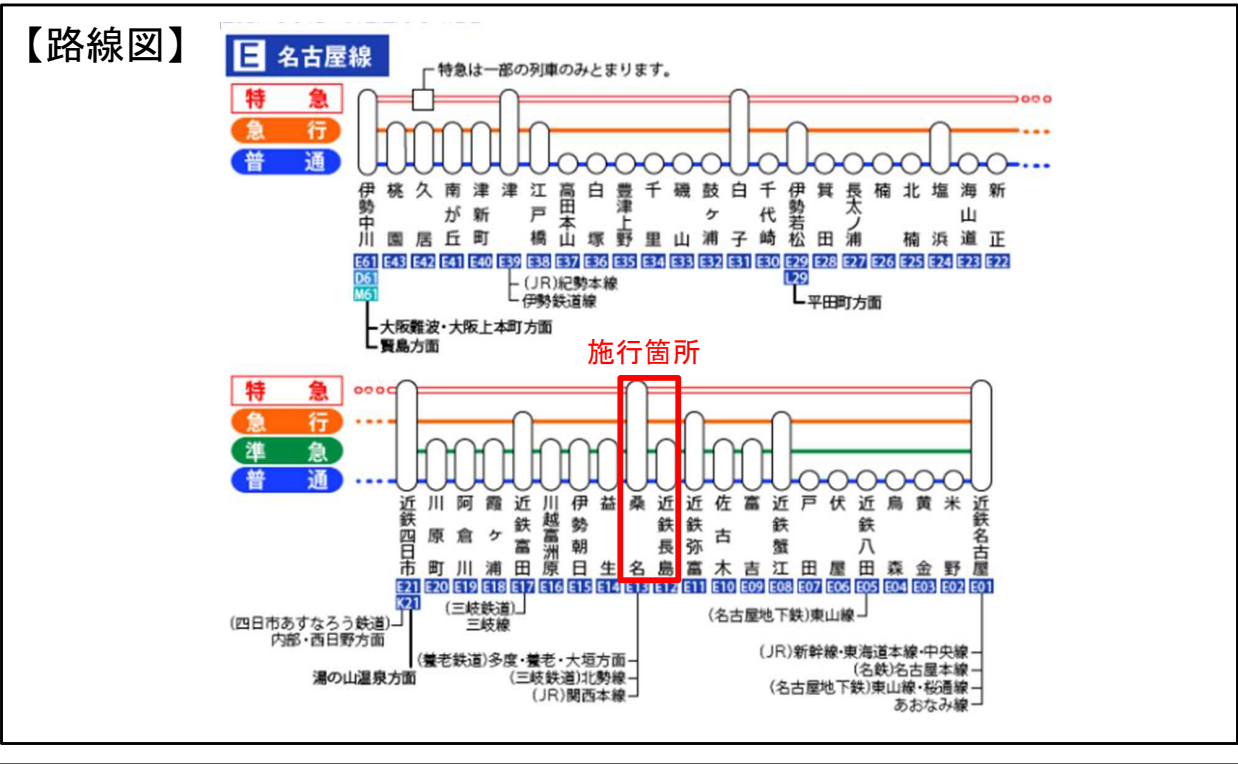 【路線図】
E 名古屋線
特急は一部の列車のみとまります。
特急
急行
普通
伊勢中川
桃園
久居
南が丘
津新町
津
江戸橋
高田本山
白塚
豊津上野
千里
磯山
鼓ヶ浦
白子
千代崎
伊勢若松
箕田
長太ノ浦
楠
北楠
塩浜
海山道
新正
E61 E43 E42 E41 E40 E39 E38 E37 E36 E35 E34 E33 E32 E31 E30 E29 E28 E27 E26 E25 E24 E23 E22
D61
M61
L29
(JR)紀勢本線
伊勢鉄道線
平田町方面
大阪難波・大阪上本町方面
賢島方面
施行箇所
特急
急行
準急
普通
近鉄四日市
川原町
阿倉川
霞ヶ浦
近鉄富田
川越富洲原
伊勢朝日
益生
桑名
近鉄長島
近鉄弥富
佐古木
富吉
近鉄蟹江
戸田
伏屋
近鉄八田
烏森
黄金
米野
近鉄名古屋
E21 E20 E19 E18 E17 E16 E15 E14 E13 E12 E11 E10 E09 E08 E07 E06 E05 E04 E03 E02 E01
K21
(四日市あすなろう鉄道)
内部・西日野方面
湯の山温泉方面
(三岐鉄道)
三岐線
(養老鉄道)多度・養老・大垣方面
(三岐鉄道)北勢線
(JR)関西本線
(名古屋地下鉄)東山線
(JR)新幹線・東海道本線・中央線
(名鉄)名古屋本線
(名古屋地下鉄)東山線・桜通線
あおなみ線